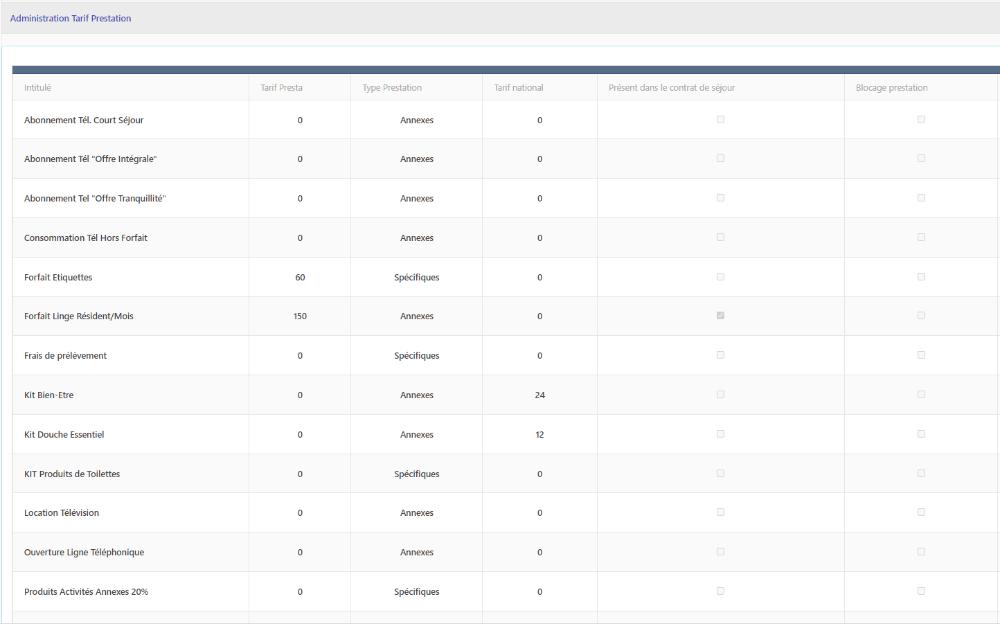 Administration Tarif Prestation
Intitulé Tarif Presta Type Prestation Tarif national Présent dans le contrat de séjour Blocage prestation
Abonnement Tél. Court Séjour 0 Annexes 0
Abonnement Tél "Offre Intégrale" 0 Annexes 0
Abonnement Tel "Offre Tranquillité" 0 Annexes 0
Consommation Tél Hors Forfait 0 Annexes 0
Forfait Etiquettes 60 Spécifiques 0
Forfait Linge Résident/Mois 150 Annexes 0
Frais de prélèvement 0 Spécifiques 0
Kit Bien-Etre 0 Annexes 24
Kit Douche Essentiel 0 Annexes 12
KIT Produits de Toilettes 0 Spécifiques 0
Location Télévision 0 Annexes 0
Ouverture Ligne Téléphonique 0 Annexes 0
Produits Activités Annexes 20% 0 Spécifiques 0